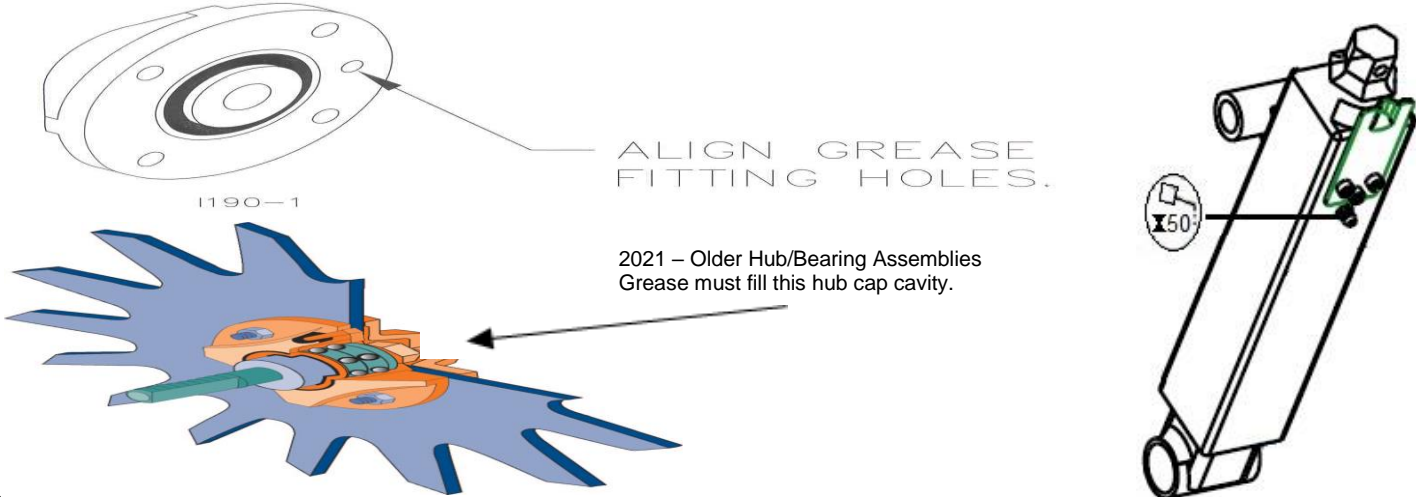 ALIGN GREASE
FITTING HOLES.
1190-1
2021 – Older Hub/Bearing Assemblies
Grease must fill this hub cap cavity.
50